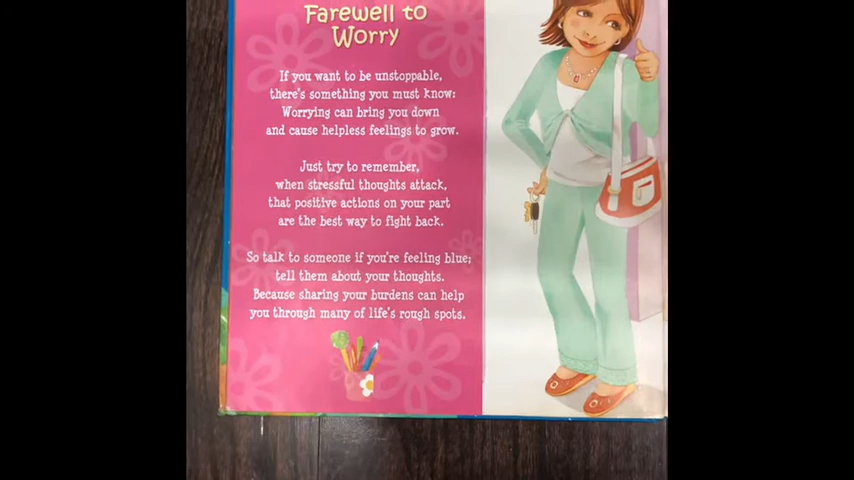 Farewell to
Worry
If you want to be unstoppable,
there's something you must know:
Worrying can bring you down
and cause helpless feelings to grow.
Just try to remember,
when stressful thoughts attack,
that positive actions on your part
are the best way to fight back.
So talk to someone if you're feeling blue;
tell them about your thoughts.
Because sharing your burdens can help
you through many of life's rough spots.